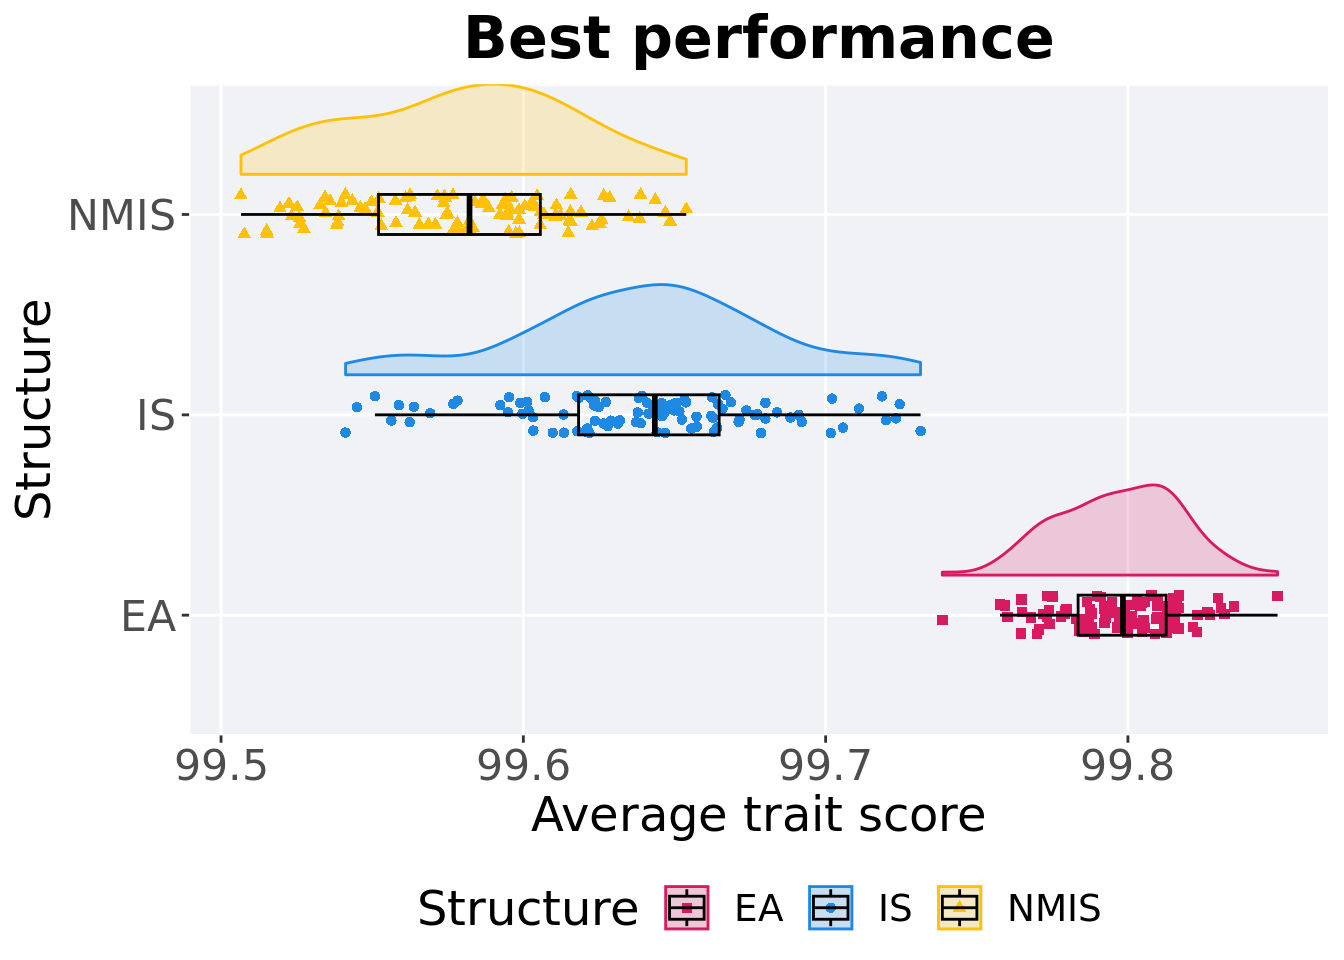 Best performance
NMIS
IS
EA
Structure
99.5 99.6 99.7 99.8
Average trait score
Structure EA IS NMIS